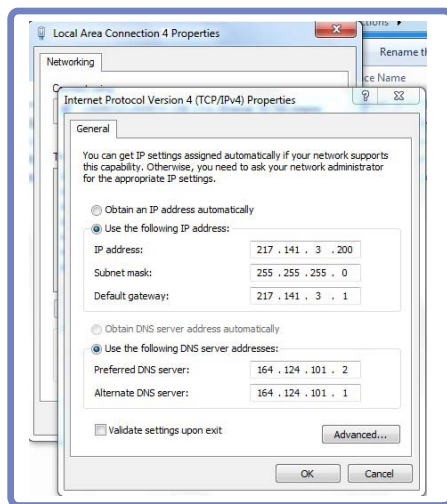 Local Area Connection 4 Properties
Rename th
Networking
ce Name
Internet Protocol Version 4 (TCP/IPv4) Properties
General
You can get IP settings assigned automatically if your network supports
this capability. Otherwise, you need to ask your network administrator
for the appropriate IP settings.
Obtain an IP address automatically
Use the following IP address:
IP address: 217 . 141 . 3 . 200
Subnet mask: 255 . 255 . 255 . 0
Default gateway: 217 . 141 . 3 . 1
Obtain DNS server address automatically
Use the following DNS server addresses:
Preferred DNS server: 164 . 124 . 101 . 2
Alternate DNS server: 164 . 124 . 101 . 1
Validate settings upon exit
Advanced...
OK Cancel